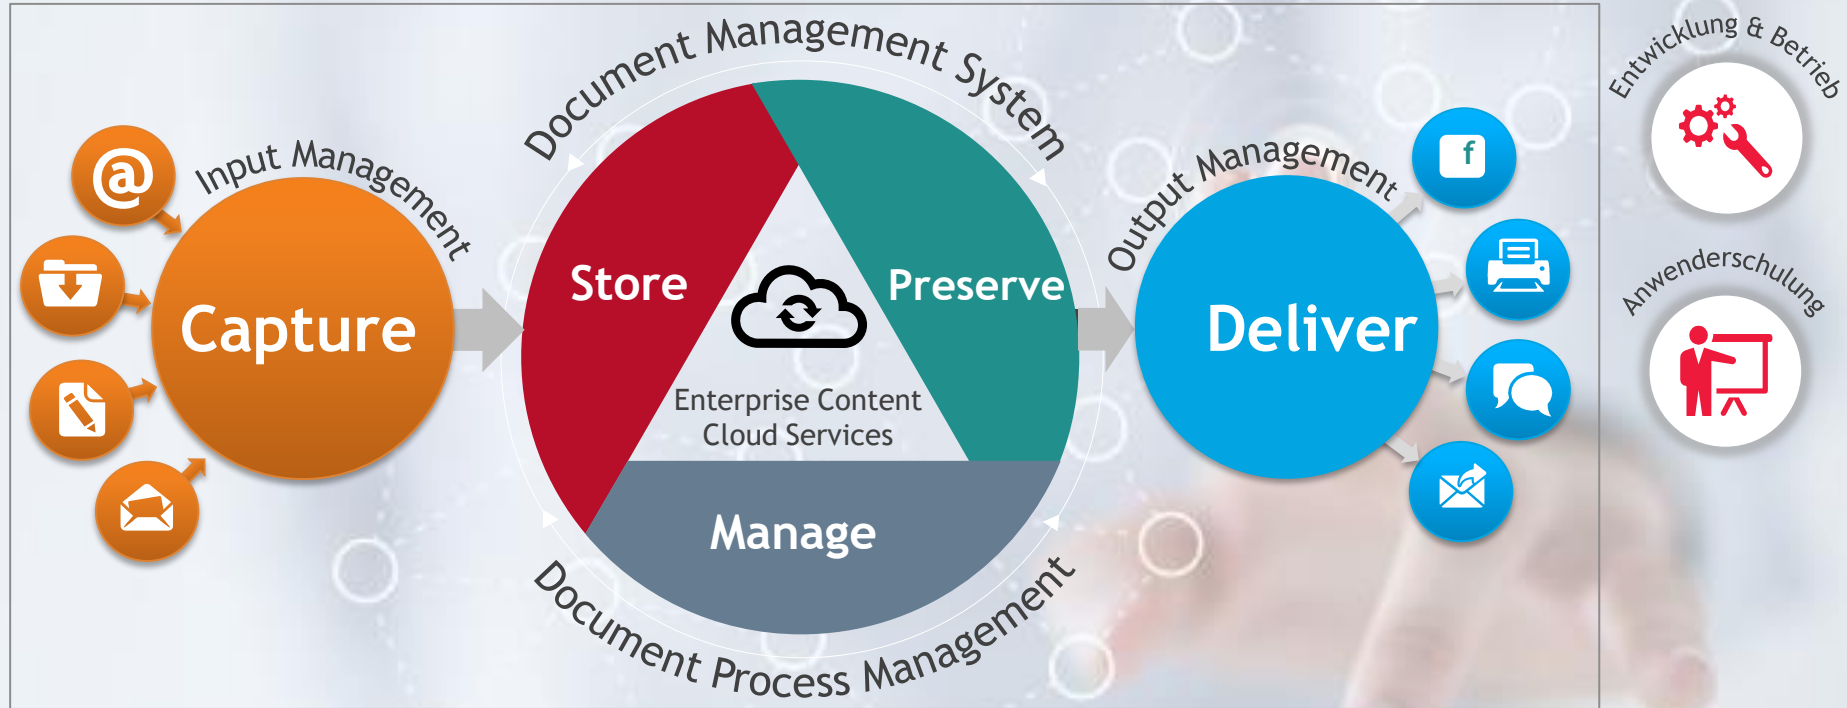 Input Management
@
Capture
Document Management System
Store
Preserve
Enterprise Content
Cloud Services
Manage
Document Process Management
Output Management
Deliver
f
Entwicklung & Betrieb
Anwenderschulung